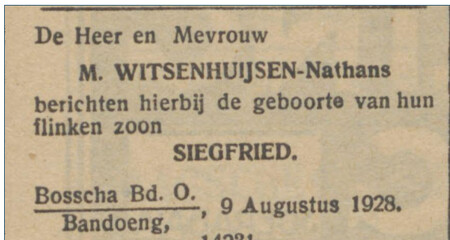 De Heer en Mevrouw
M. WITSENHUIJSEN-Nathans
berichten hierbij de geboorte van hun
flinken zoon
SIEGFRIED.
Bosscha Bd. O.
Bandoeng, , 9 Augustus 1928.